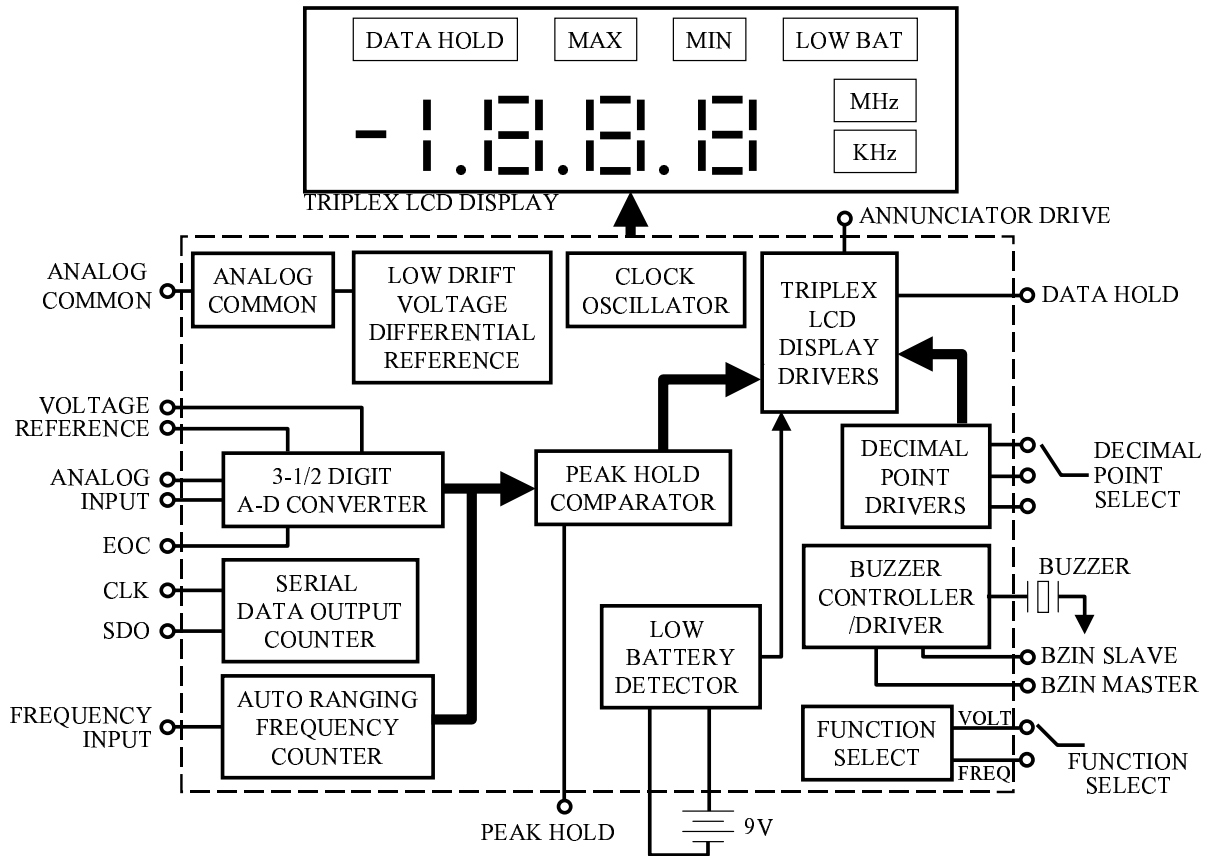 DATA HOLD
MAX
MIN
LOW BAT
-1.8.8.8
MHz
KHz
TRIPLEX LCD DISPLAY
ANNUNCIATOR DRIVE
ANALOG
COMMON
ANALOG
COMMON
LOW DRIFT
VOLTAGE
DIFFERENTIAL
REFERENCE
CLOCK
OSCILLATOR
TRIPLEX
LCD
DISPLAY
DRIVERS
DATA HOLD
VOLTAGE
REFERENCE
ANALOG
INPUT
EOC
3-1/2 DIGIT
A-D CONVERTER
PEAK HOLD
COMPARATOR
DECIMAL
POINT
DRIVERS
DECIMAL
POINT
SELECT
CLK
SDO
SERIAL
DATA OUTPUT
COUNTER
LOW
BATTERY
DETECTOR
BUZZER
CONTROLLER
/DRIVER
BUZZER
BZIN SLAVE
BZIN MASTER
FREQUENCY
INPUT
AUTO RANGING
FREQUENCY
COUNTER
FUNCTION
SELECT
VOLT
FREQ
FUNCTION
SELECT
PEAK HOLD
9V